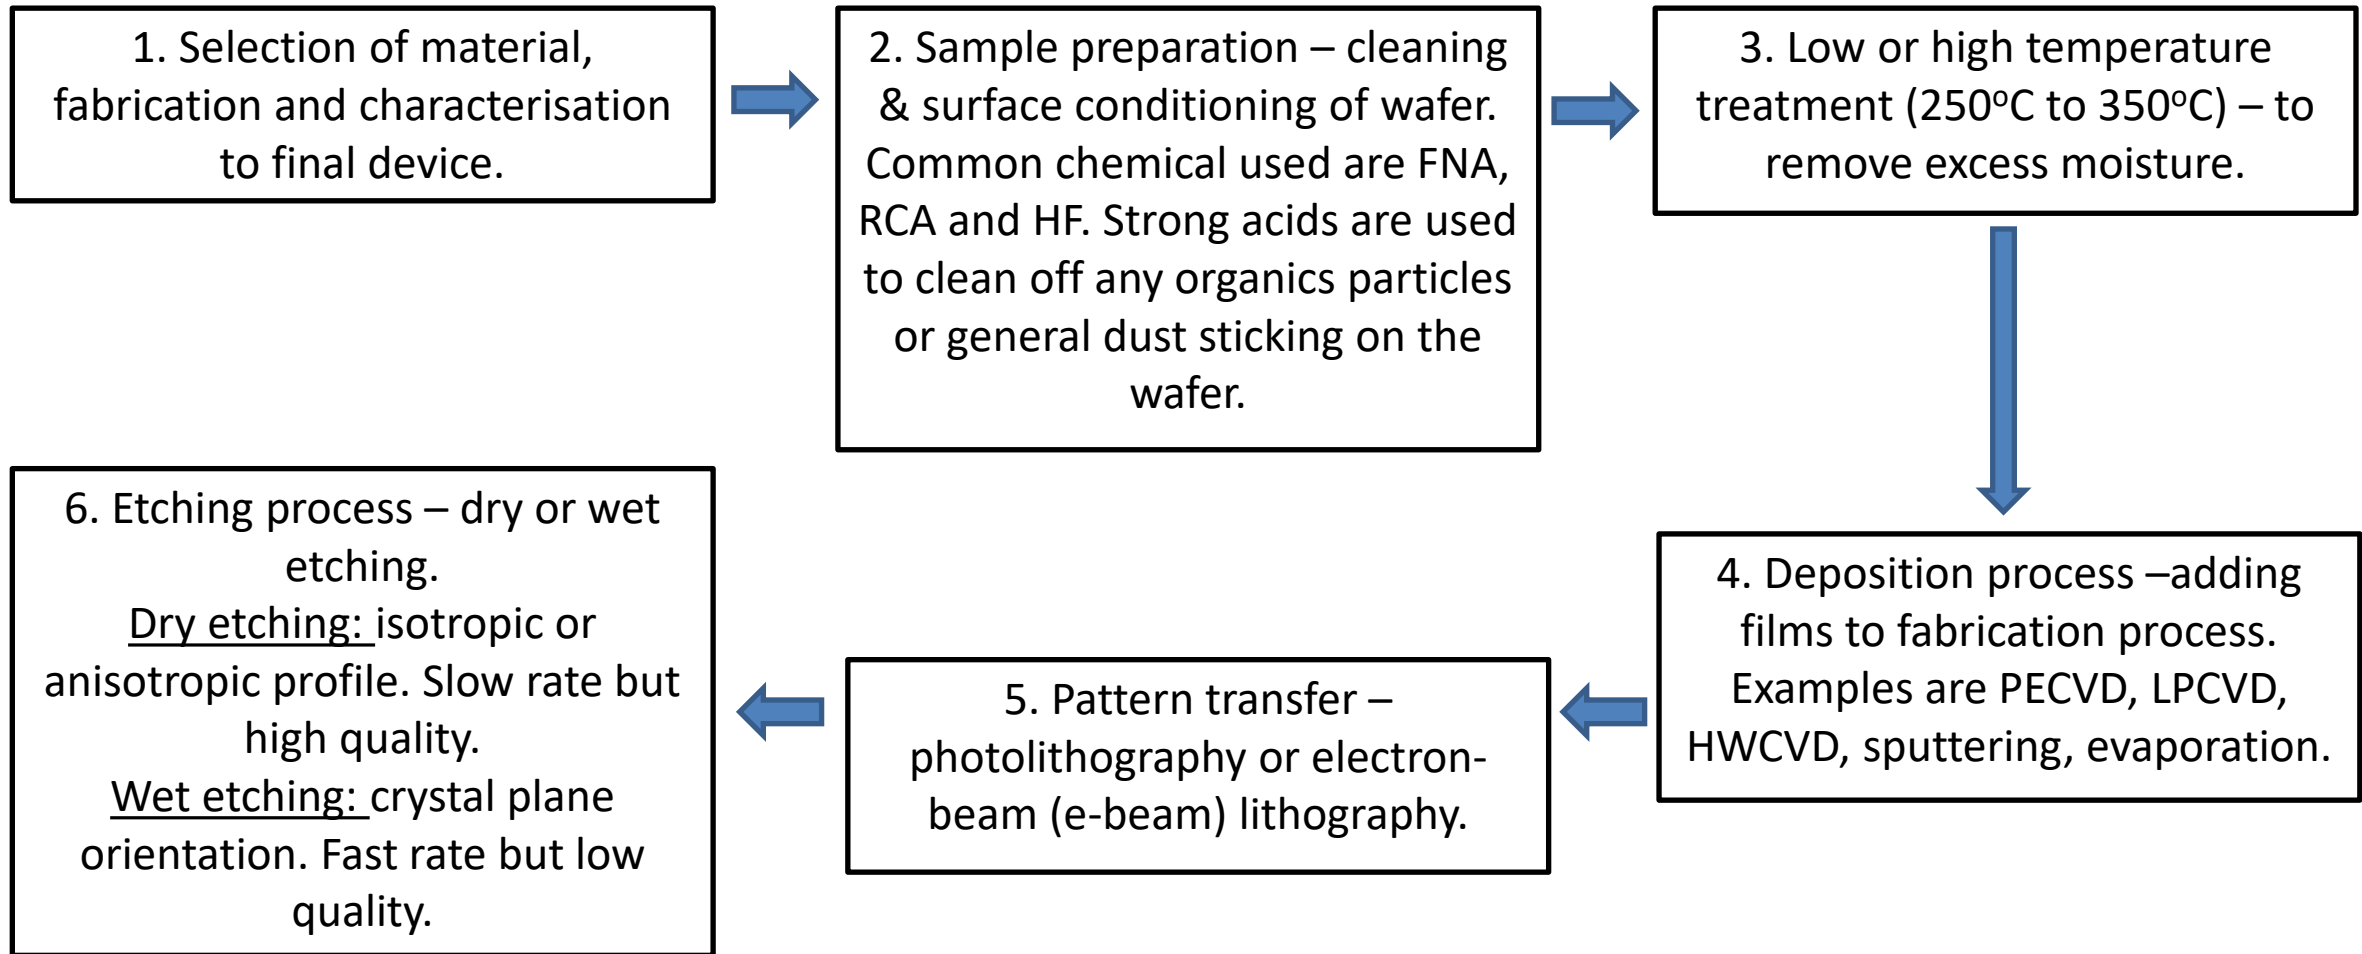 1. Selection of material,
fabrication and characterisation
to final device.
2. Sample preparation – cleaning
& surface conditioning of wafer.
Common chemical used are FNA,
RCA and HF. Strong acids are used
to clean off any organics particles
or general dust sticking on the
wafer.
3. Low or high temperature
treatment (250°C to 350°C) – to
remove excess moisture.
4. Deposition process –adding
films to fabrication process.
Examples are PECVD, LPCVD,
HWCVD, sputtering, evaporation.
5. Pattern transfer –
photolithography or electron-
beam (e-beam) lithography.
6. Etching process – dry or wet
etching.
Dry etching: isotropic or
anisotropic profile. Slow rate but
high quality.
Wet etching: crystal plane
orientation. Fast rate but low
quality.